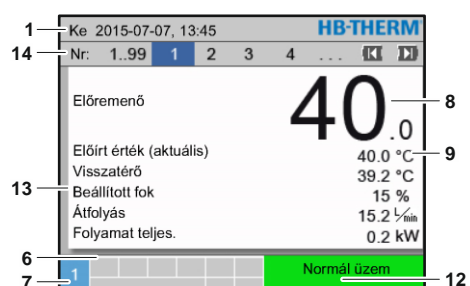 1 Ke 2015-07-07, 13:45 HB-THERM
14 Nr: 1..99 1 2 3 4 ...
Előremenő 40.0 8
Előírt érték (aktuális) 40.0 °C 9
Visszatérő 39.2 °C
13 Beállított fok 15 %
Átfolyás 15.2 L/min
Folyamat teljes. 0.2 kW
6
7 1 Normál üzem 12